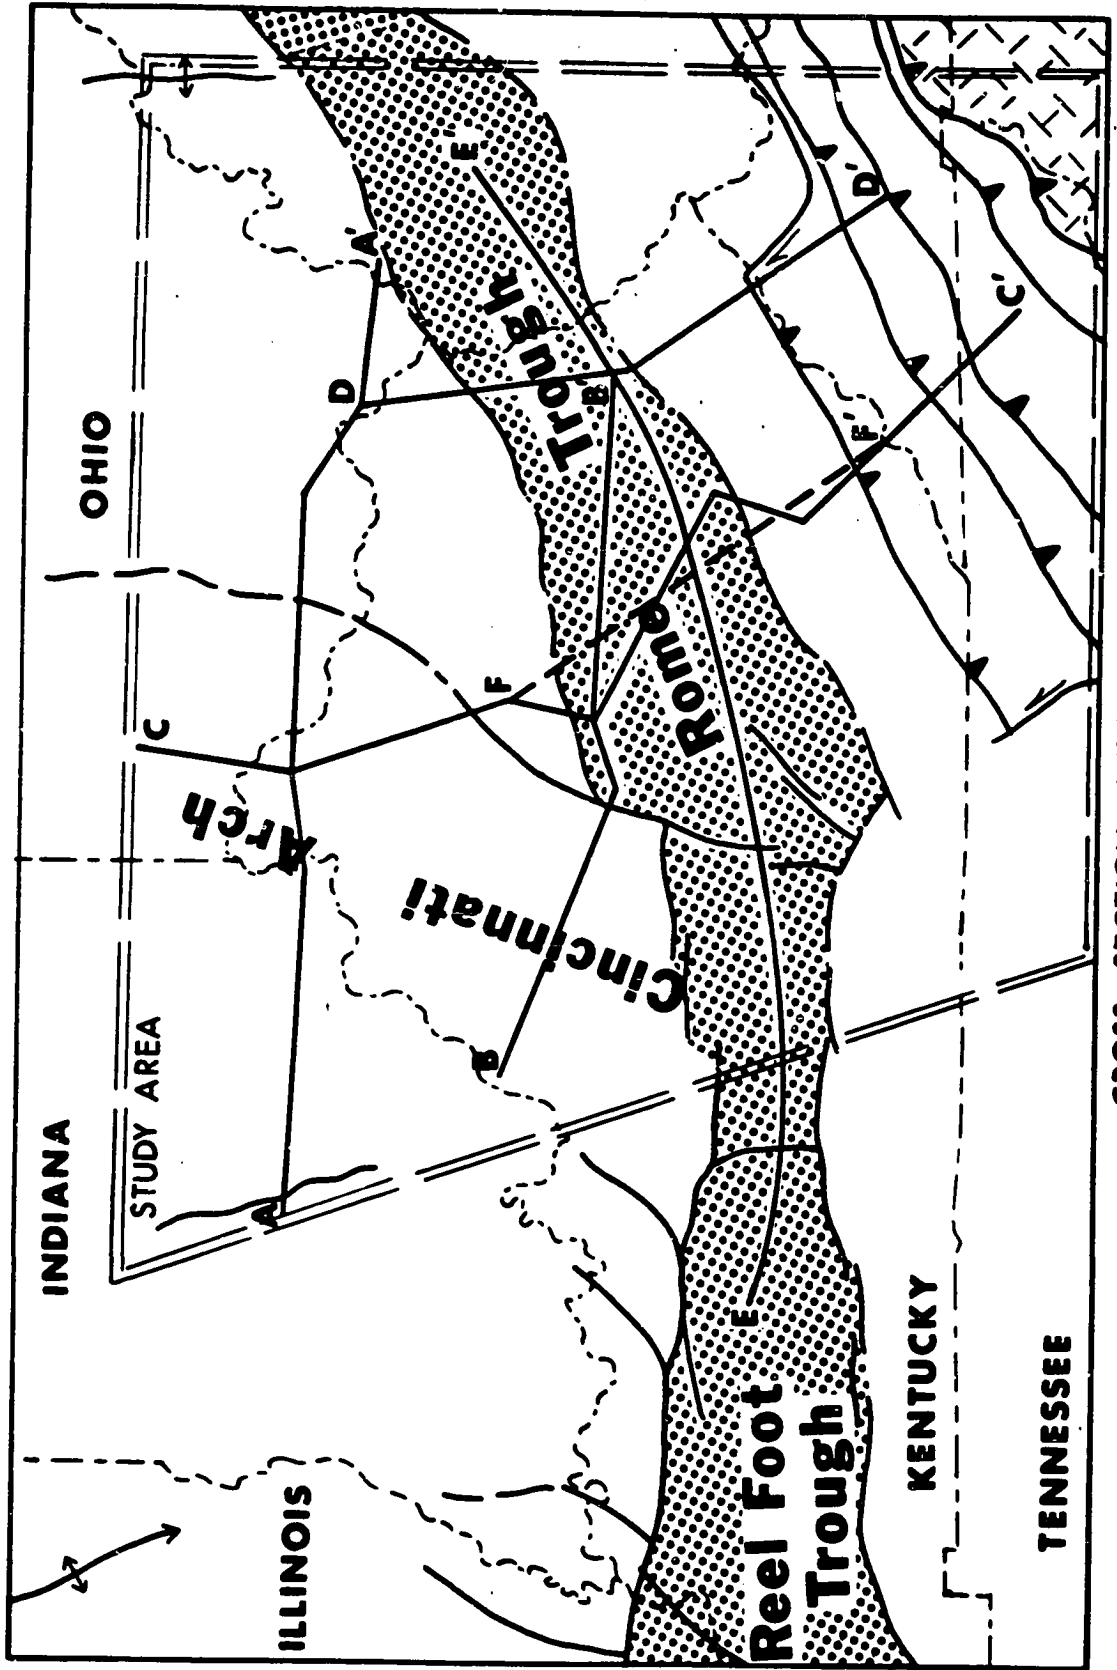 INDIANA
OHIO
STUDY AREA
ILLINOIS
C
A
D
A'
Arch
Cincinnati
F
B
E'
Trough
B'
Rome
E
Reel Foot
Trough
F'
D'
C'
KENTUCKY
TENNESSEE